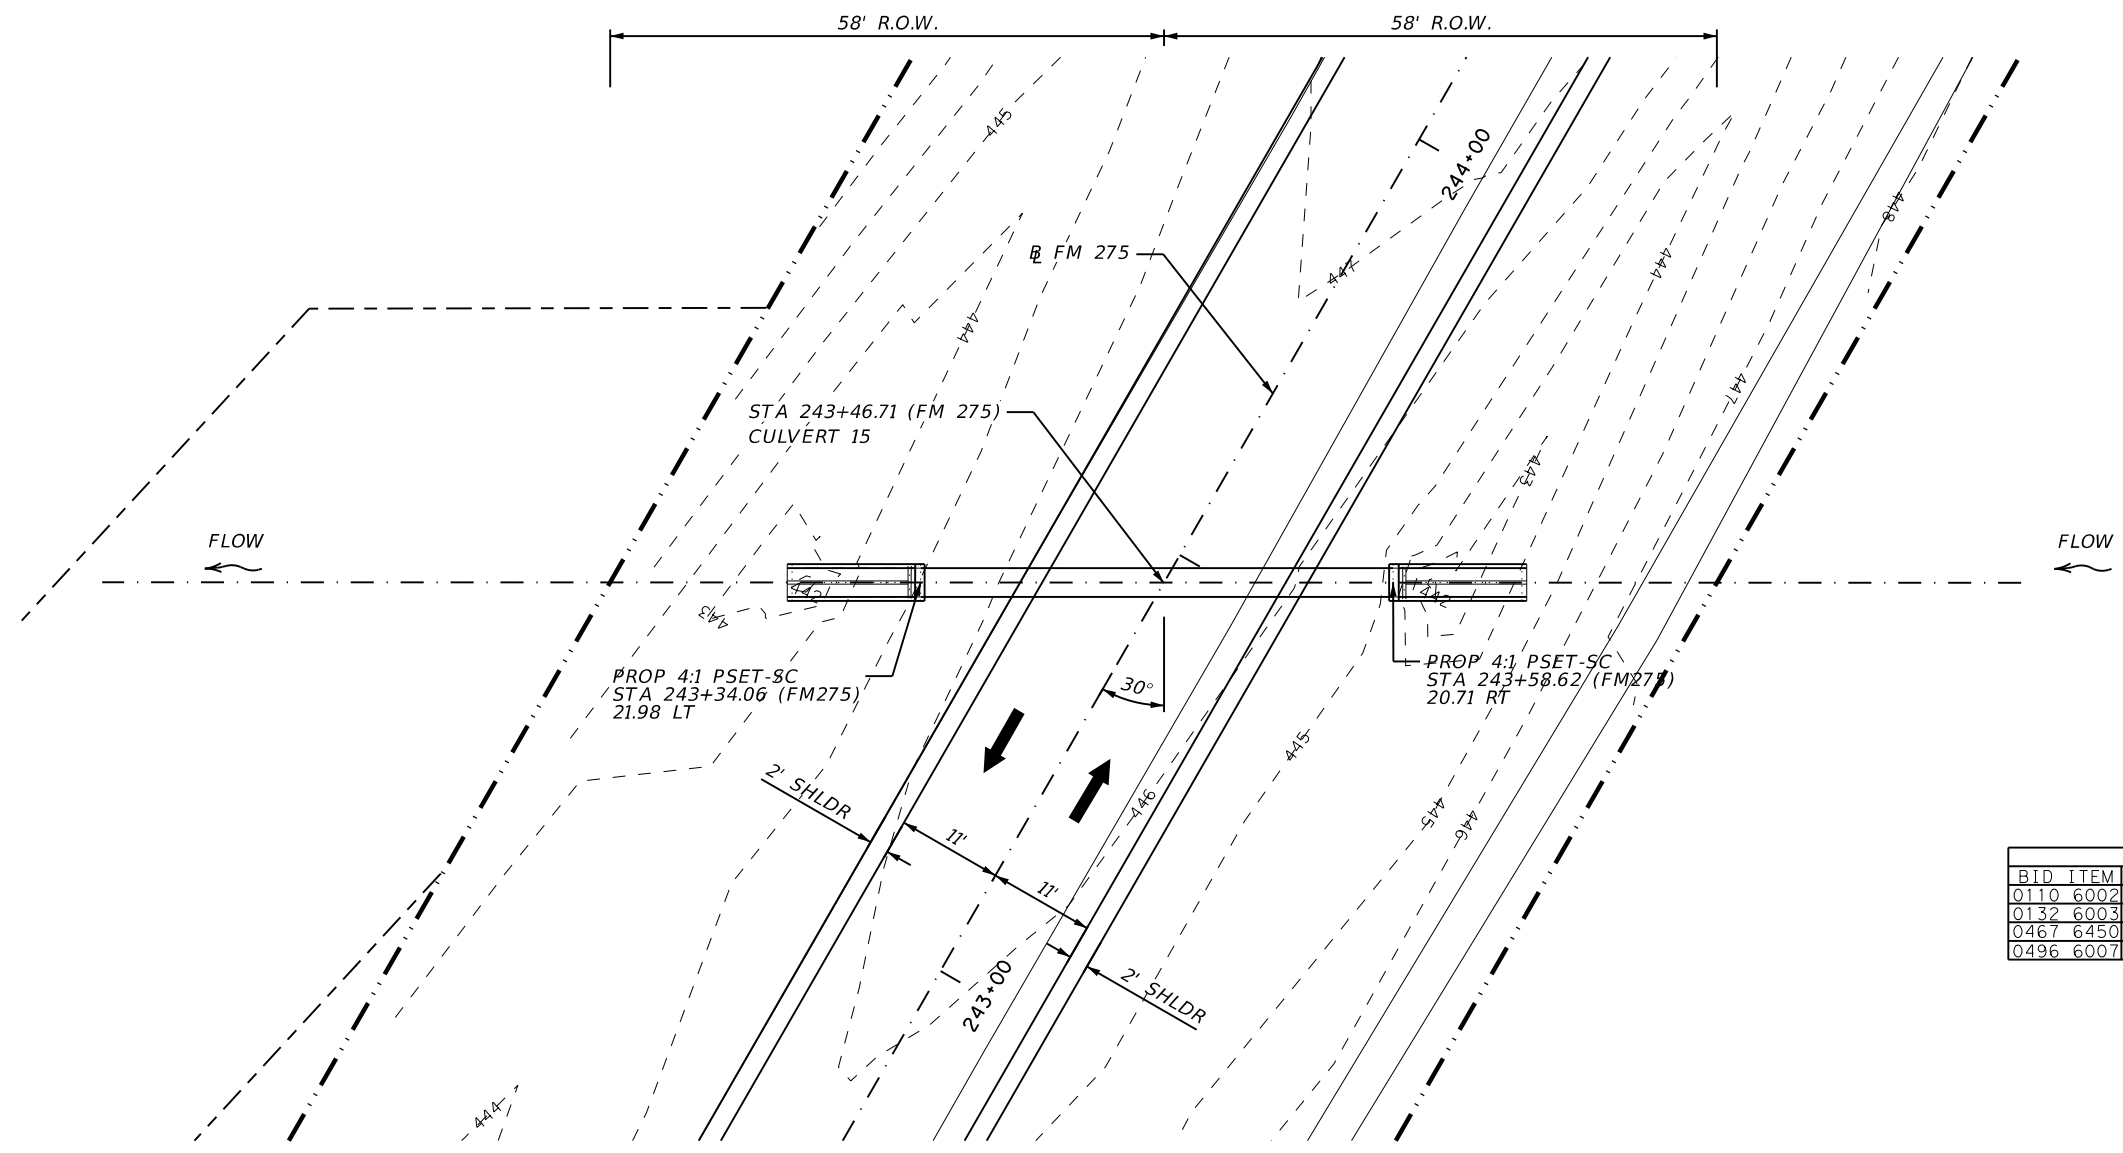 58' R.O.W.
58' R.O.W.
445
244+00
448
BL FM 275
447
444
444
447
STA 243+46.71 (FM 275)
CULVERT 15
443
FLOW
FLOW
442
442
443
PROP 4:1 PSET-SC
STA 243+34.06 (FM275)
21.98 LT
PROP 4:1 PSET-SC
STA 243+58.62 (FM275)
20.71 RT
30°
445
2' SHLDR
446
445
446
11'
11'
BID ITEM
0110 6002
0132 6003
0467 6450
0496 6007
243+00
2' SHLDR
444